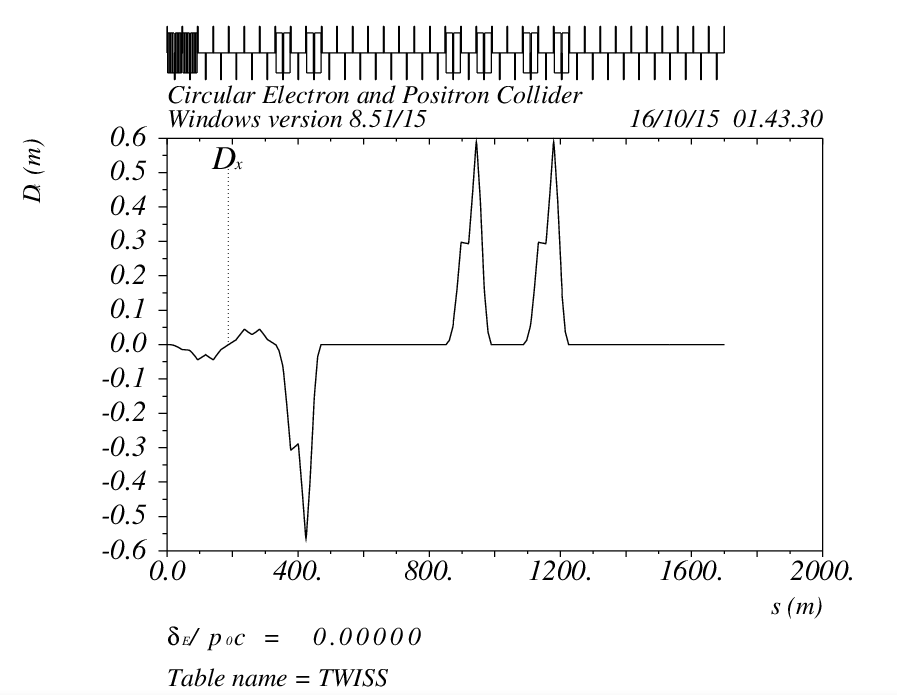 Circular Electron and Positron Collider
Windows version 8.51/15 16/10/15 01.43.30
Dx (m)
Dx
0.6
0.5
0.4
0.3
0.2
0.1
0.0
-0.1
-0.2
-0.3
-0.4
-0.5
-0.6
0.0 400. 800. 1200. 1600. 2000.
s (m)
δE/ p0c = 0.00000
Table name = TWISS